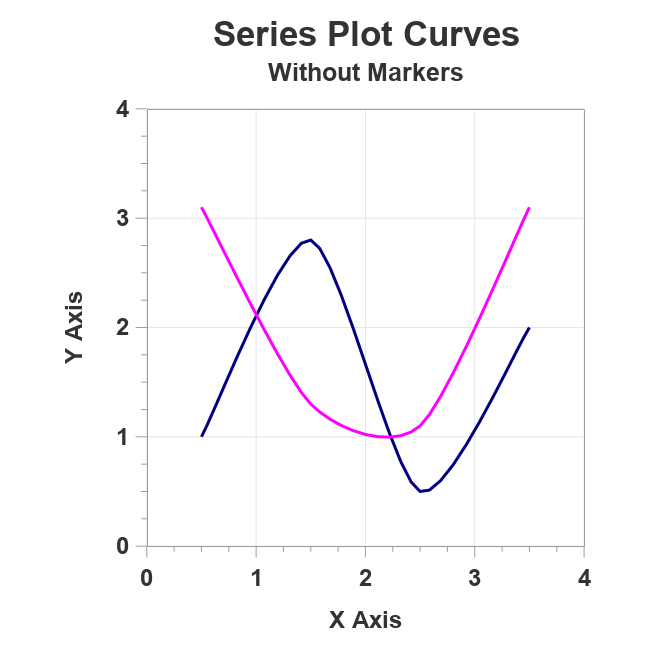 Series Plot Curves
Without Markers
4
3
2
1
0
Y Axis
0 1 2 3 4
X Axis